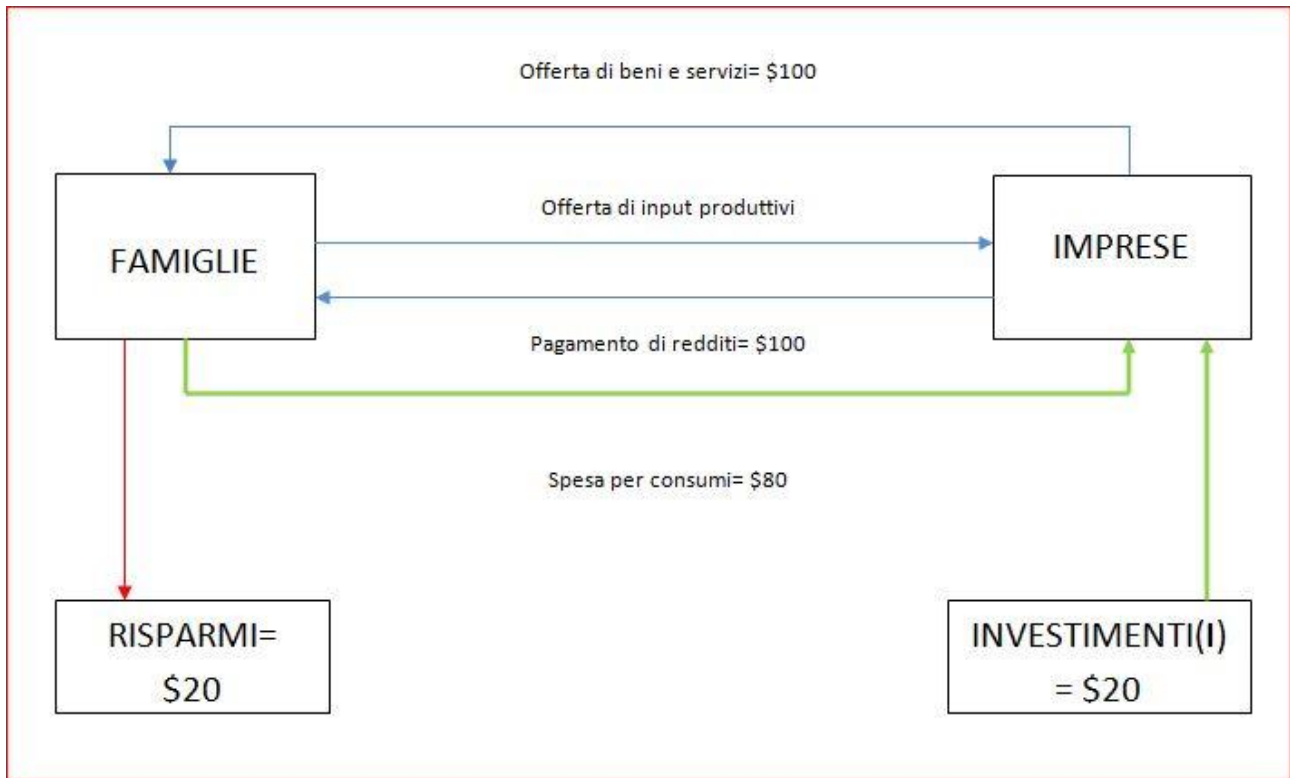 Offerta di beni e servizi= $100
Offerta di input produttivi
FAMIGLIE
IMPRESE
Pagamento di redditi= $100
Spesa per consumi= $80
RISPARMI=
$20
INVESTIMENTI(I)
= $20